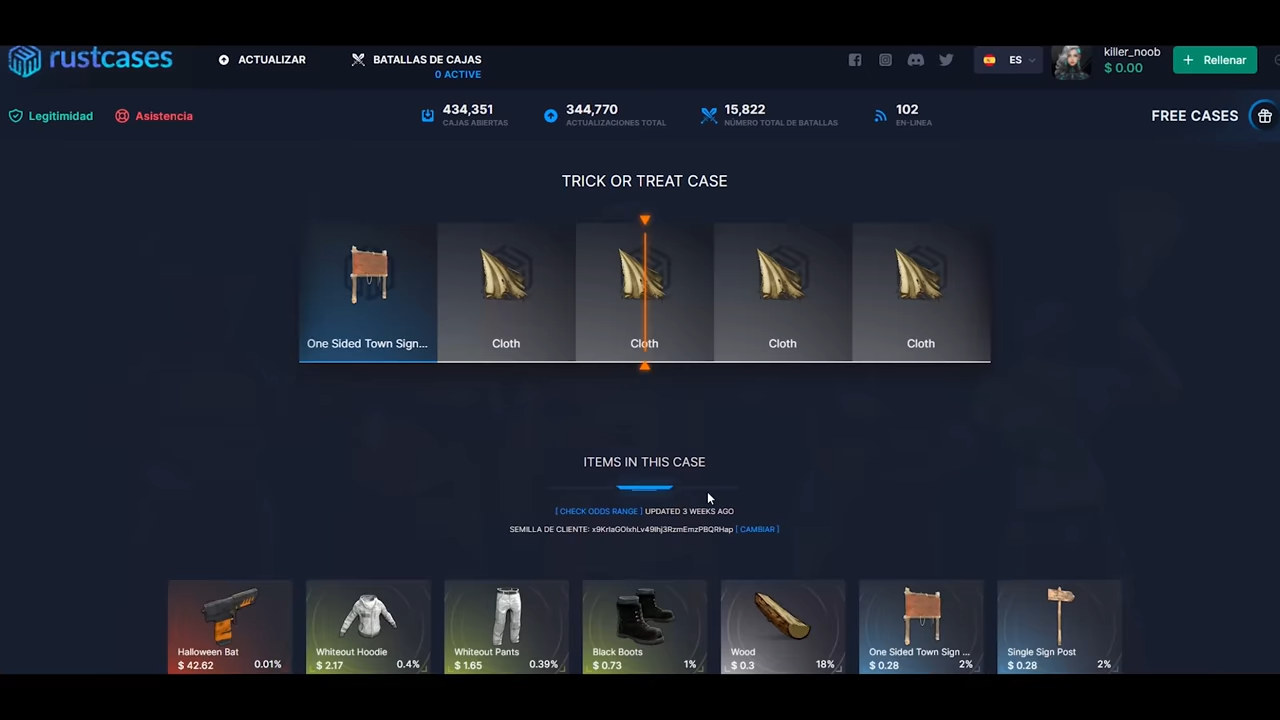 rustcases
ACTUALIZAR
BATALLAS DE CAJAS
0 ACTIVE
ES
killer_noob
$ 0.00
Rellenar
Legitimidad
Asistencia
434,351
CAJAS ABIERTAS
344,770
ACTUALIZACIONES TOTAL
15,822
NÚMERO TOTAL DE BATALLAS
102
EN-LINEA
FREE CASES
TRICK OR TREAT CASE
One Sided Town Sign...
Cloth
Cloth
Cloth
Cloth
ITEMS IN THIS CASE
[ CHECK ODDS RANGE ] UPDATED 3 WEEKS AGO
SEMILLA DE CLIENTE: [ CAMBIAR ]
Halloween Bat
$ 42.62 0.01%
Whiteout Hoodie
$ 2.17 0.4%
Whiteout Pants
$ 1.65 0.39%
Black Boots
$ 0.73 1%
Wood
$ 0.3 18%
One Sided Town Sign ...
$ 0.28 2%
Single Sign Post
$ 0.28 2%